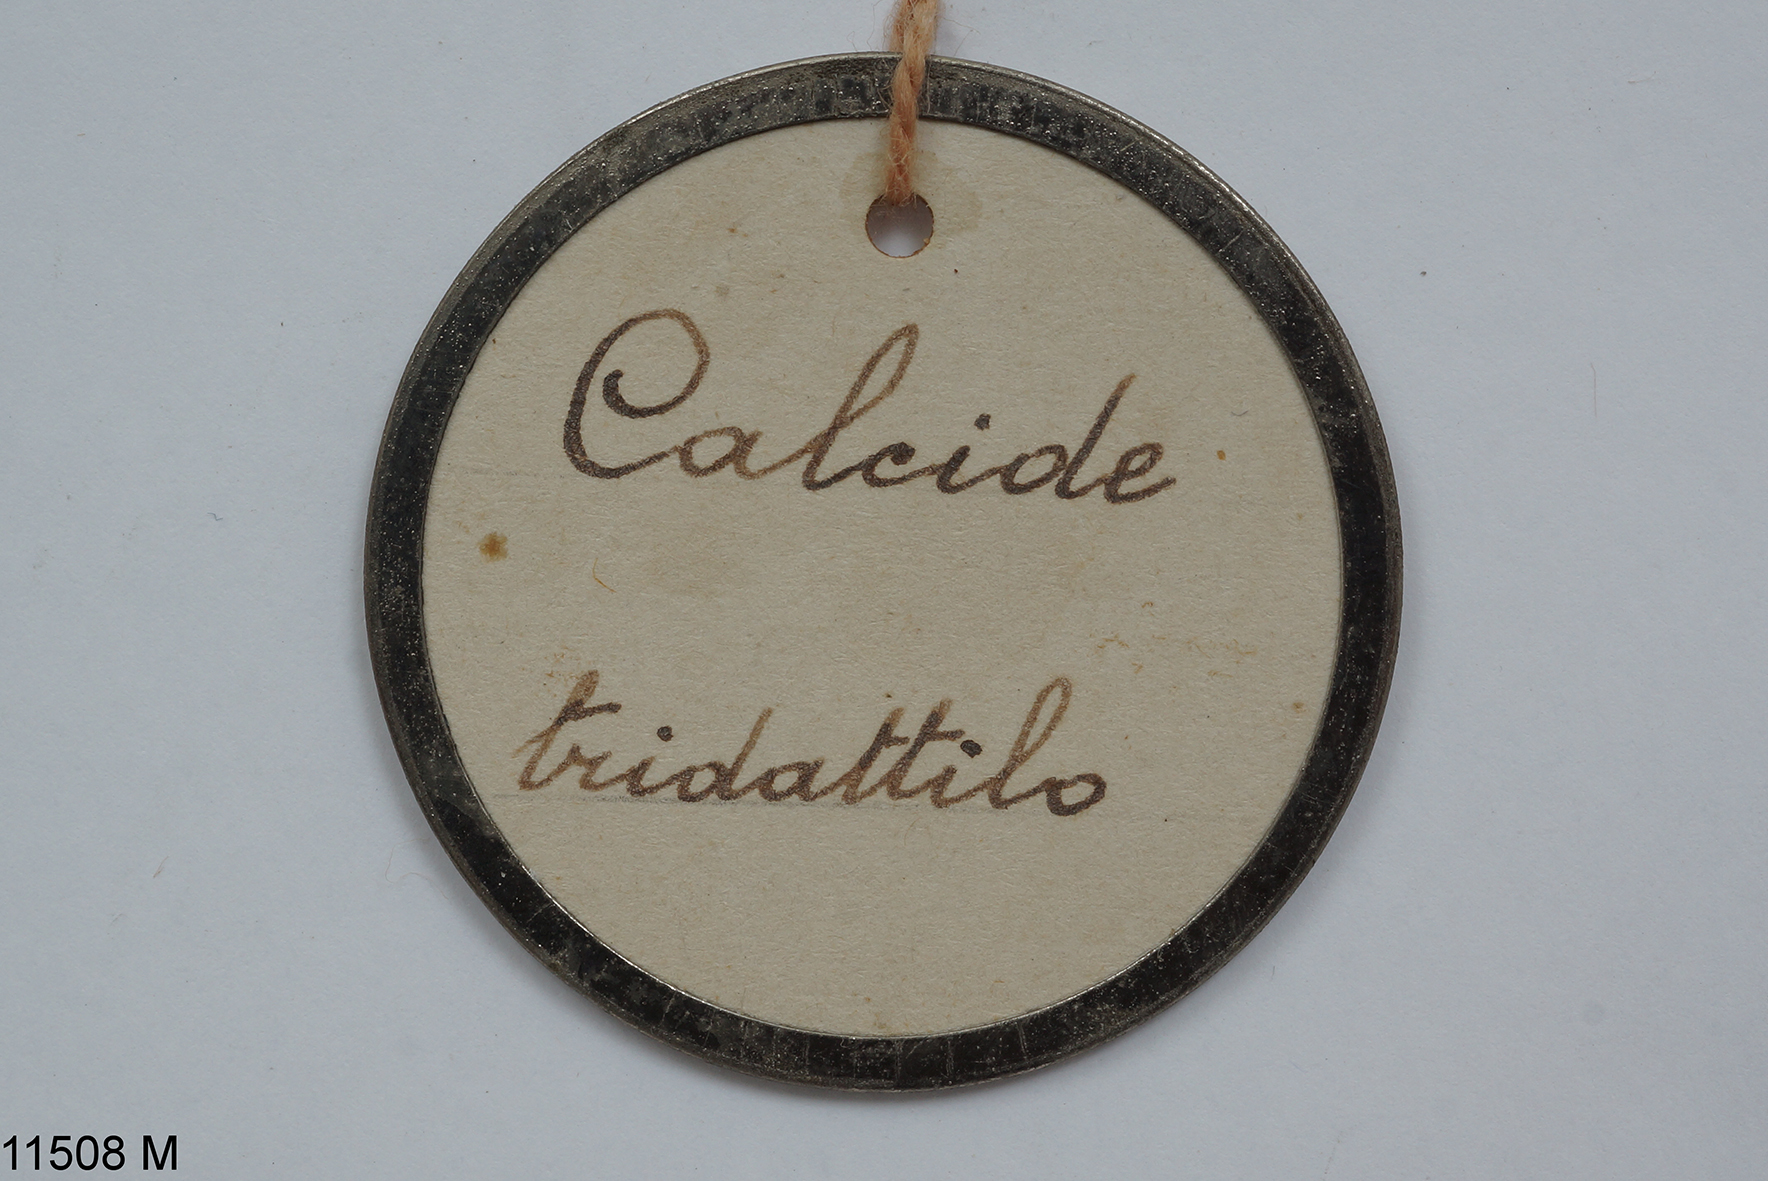 Calcide
tridattilo
11508 M